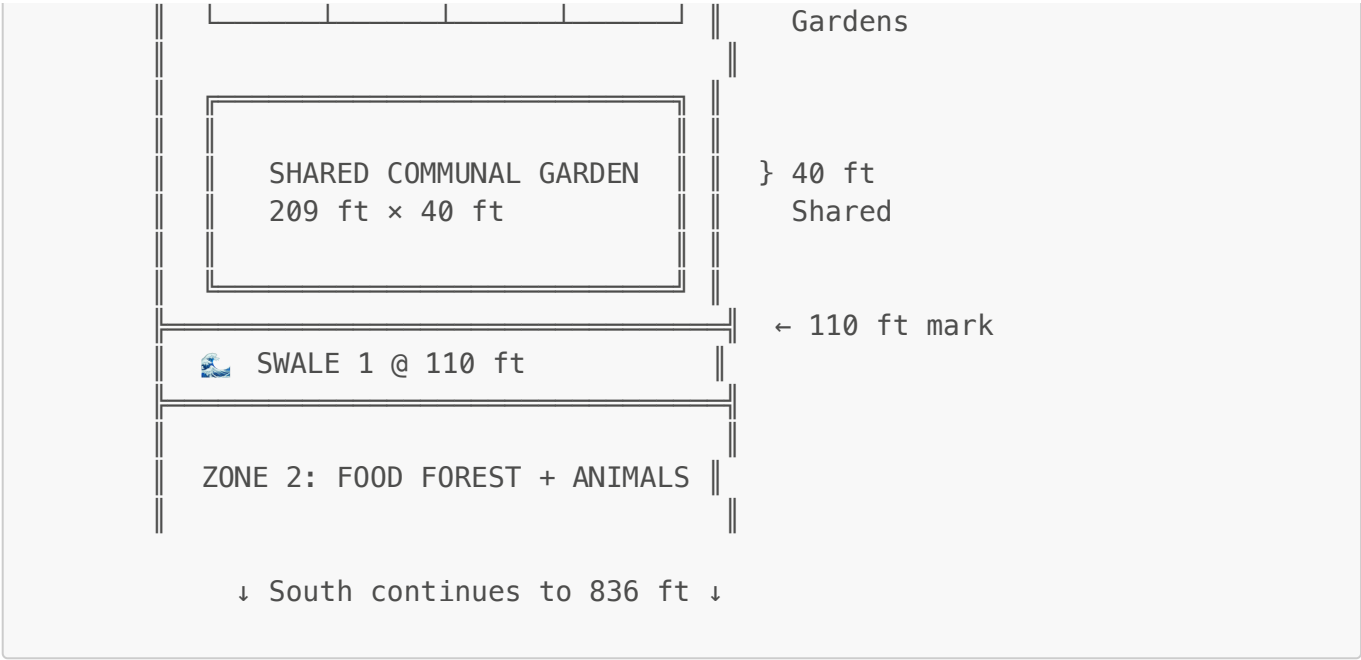 Gardens
SHARED COMMUNAL GARDEN } 40 ft
209 ft × 40 ft Shared
← 110 ft mark
🌊 SWALE 1 @ 110 ft
ZONE 2: FOOD FOREST + ANIMALS
↓ South continues to 836 ft ↓